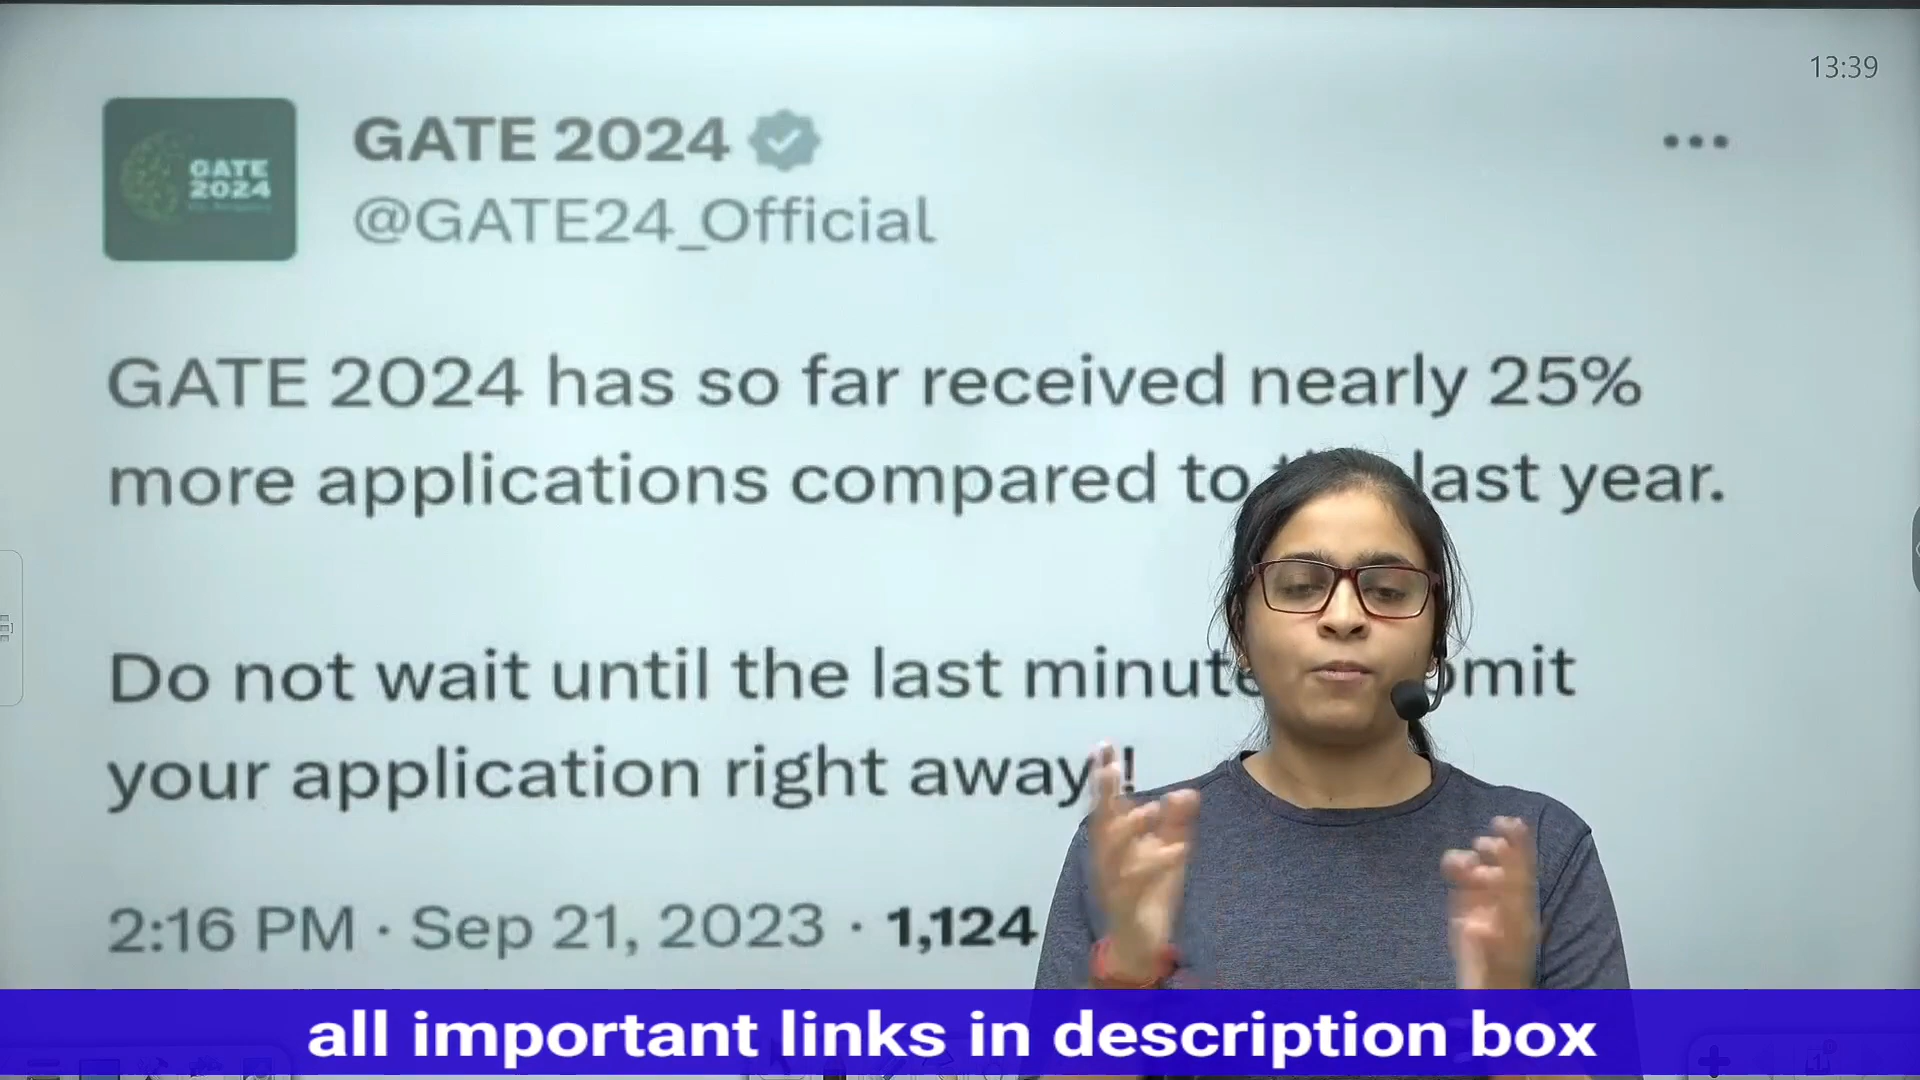 13:39
GATE
2024
GATE 2024
@GATE24_Official
GATE 2024 has so far received nearly 25%
more applications compared to last year.
Do not wait until the last
your application right away!
2:16 PM · Sep 21, 2023 · 1,124
all important links in description box